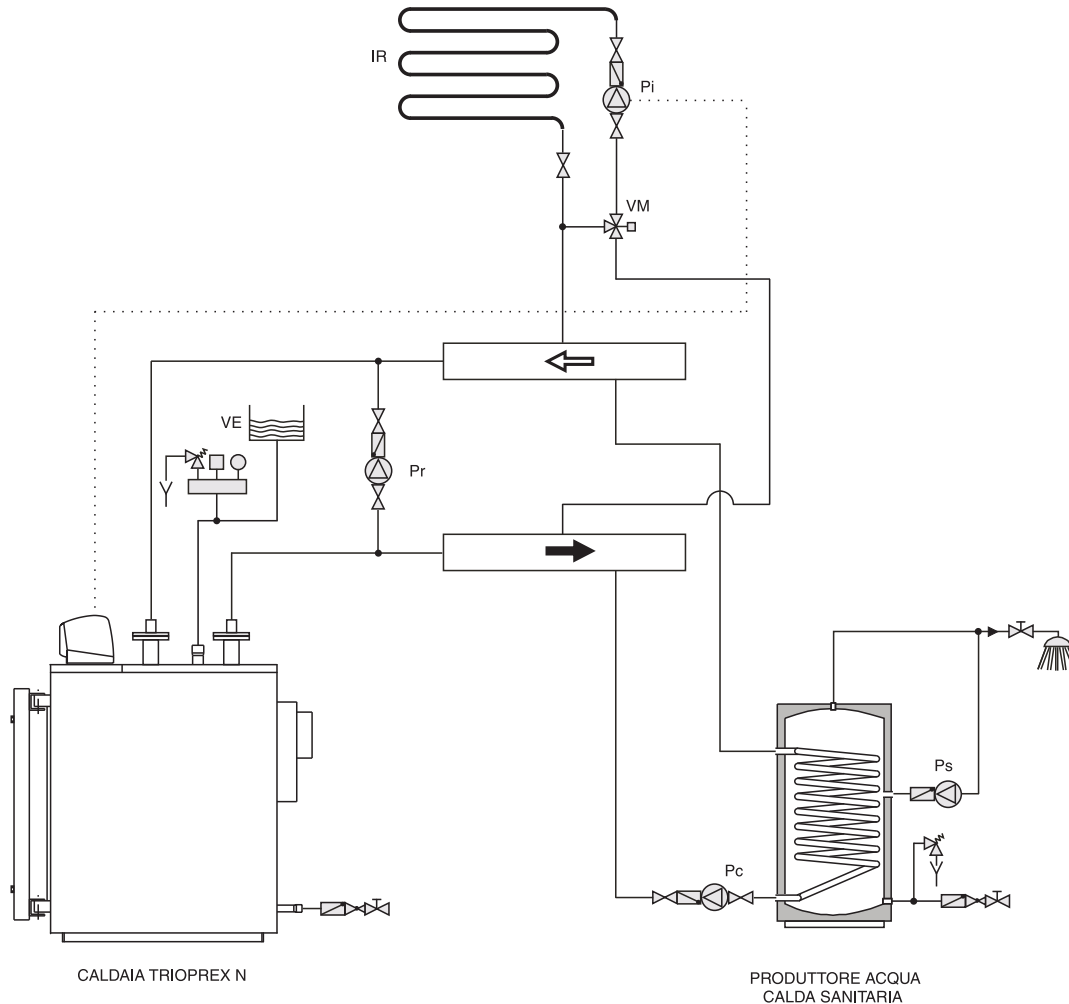 IR
Pi
VM
VE
Pr
Ps
Pc
CALDAIA TRIOPREX N
PRODUTTORE ACQUA
CALDA SANITARIA